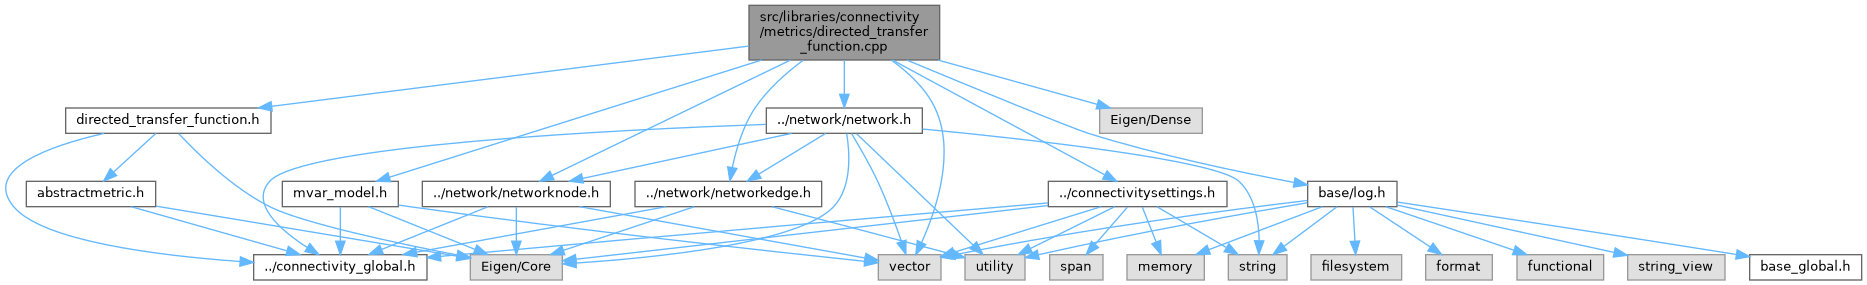 src/libraries/connectivity
/metrics/directed_transfer
_function.cpp
directed_transfer_function.h
../network/network.h
Eigen/Dense
abstractmetric.h
mvar_model.h
../network/networknode.h
../network/networkedge.h
../connectivitysettings.h
base/log.h
../connectivity_global.h
Eigen/Core
vector
utility
span
memory
string
filesystem
format
functional
string_view
base_global.h